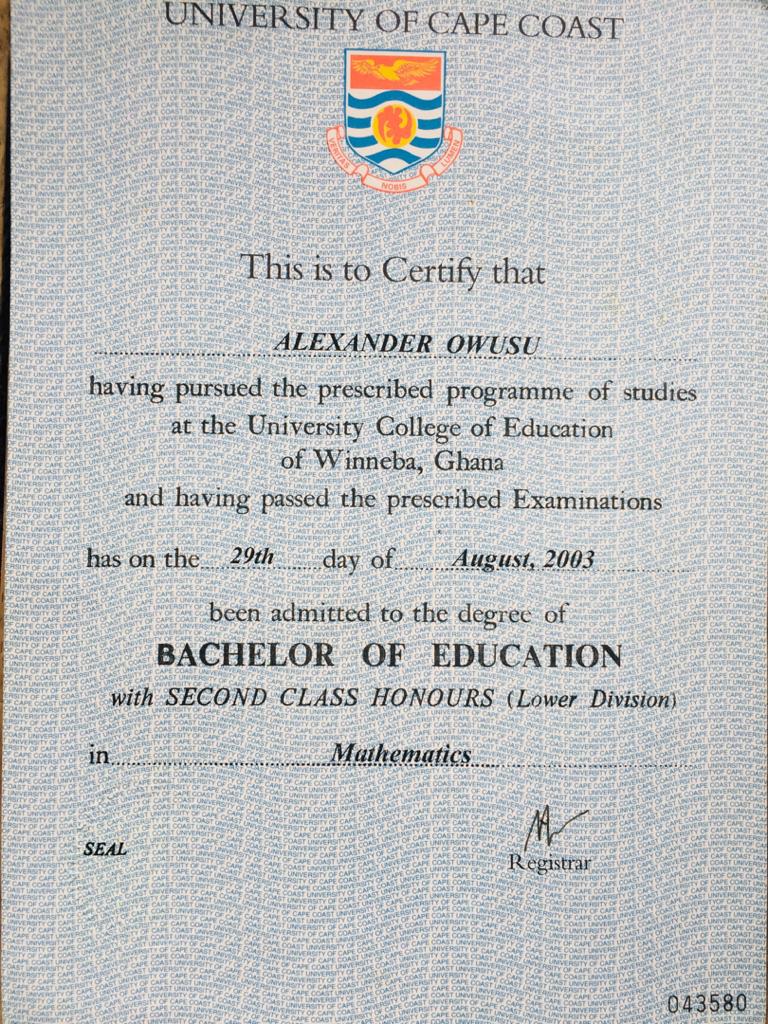 UNIVERSITY OF CAPE COAST
VERITAS NOBIS LUMEN
This is to Certify that
ALEXANDER OWUSU
having pursued the prescribed programme of studies
at the University College of Education
of Winneba, Ghana
and having passed the prescribed Examinations
has on the 29th day of August, 2003
been admitted to the degree of
BACHELOR OF EDUCATION
with SECOND CLASS HONOURS (Lower Division)
in Mathematics
SEAL
Registrar
043580